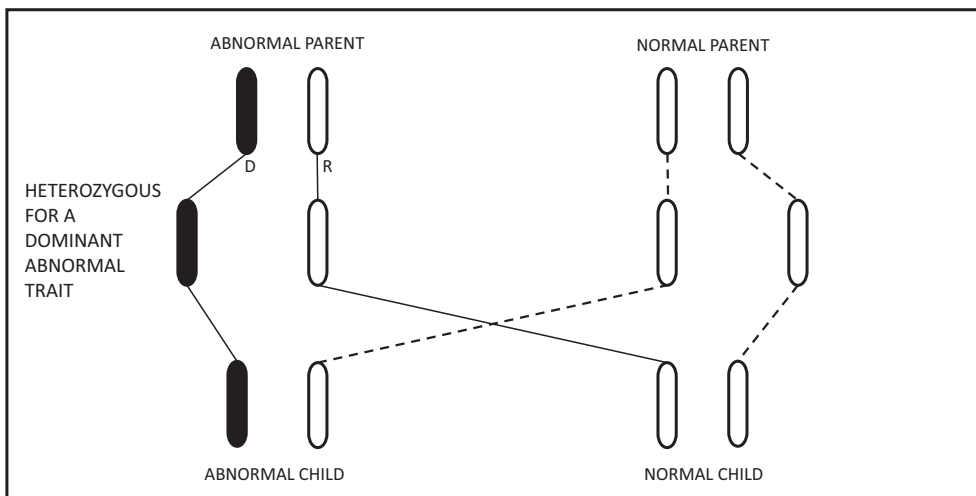 ABNORMAL PARENT
NORMAL PARENT
D
R
HETEROZYGOUS
FOR A
DOMINANT
ABNORMAL
TRAIT
ABNORMAL CHILD
NORMAL CHILD